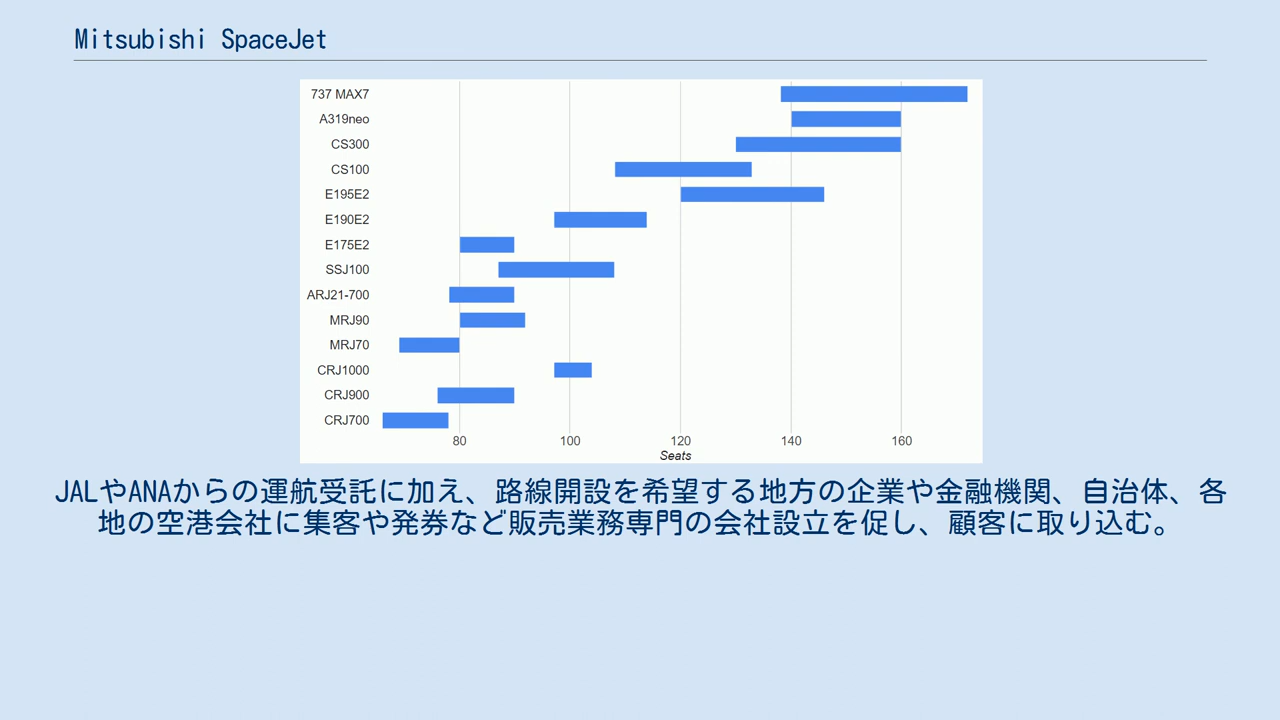 Mitsubishi SpaceJet
737 MAX7
A319neo
CS300
CS100
E195E2
E190E2
E175E2
SSJ100
ARJ21-700
MRJ90
MRJ70
CRJ1000
CRJ900
CRJ700
80 100 120 140 160
Seats
JALやANAからの運航受託に加え、路線開設を希望する地方の企業や金融機関、自治体、各
地の空港会社に集客や発券など販売業務専門の会社設立を促し、顧客に取り込む。